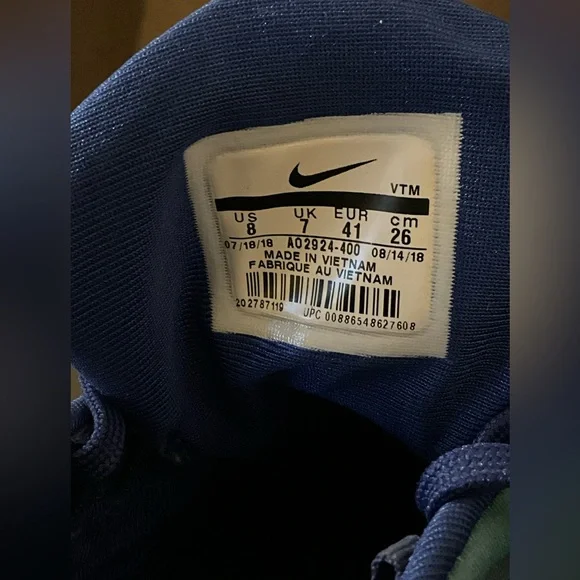 VTM
US UK EUR cm
8 7 41 26
07/18/18 AO2924-400 08/14/18
MADE IN VIETNAM
FABRIQUE AU VIETNAM
202787119 UPC 00886548627608